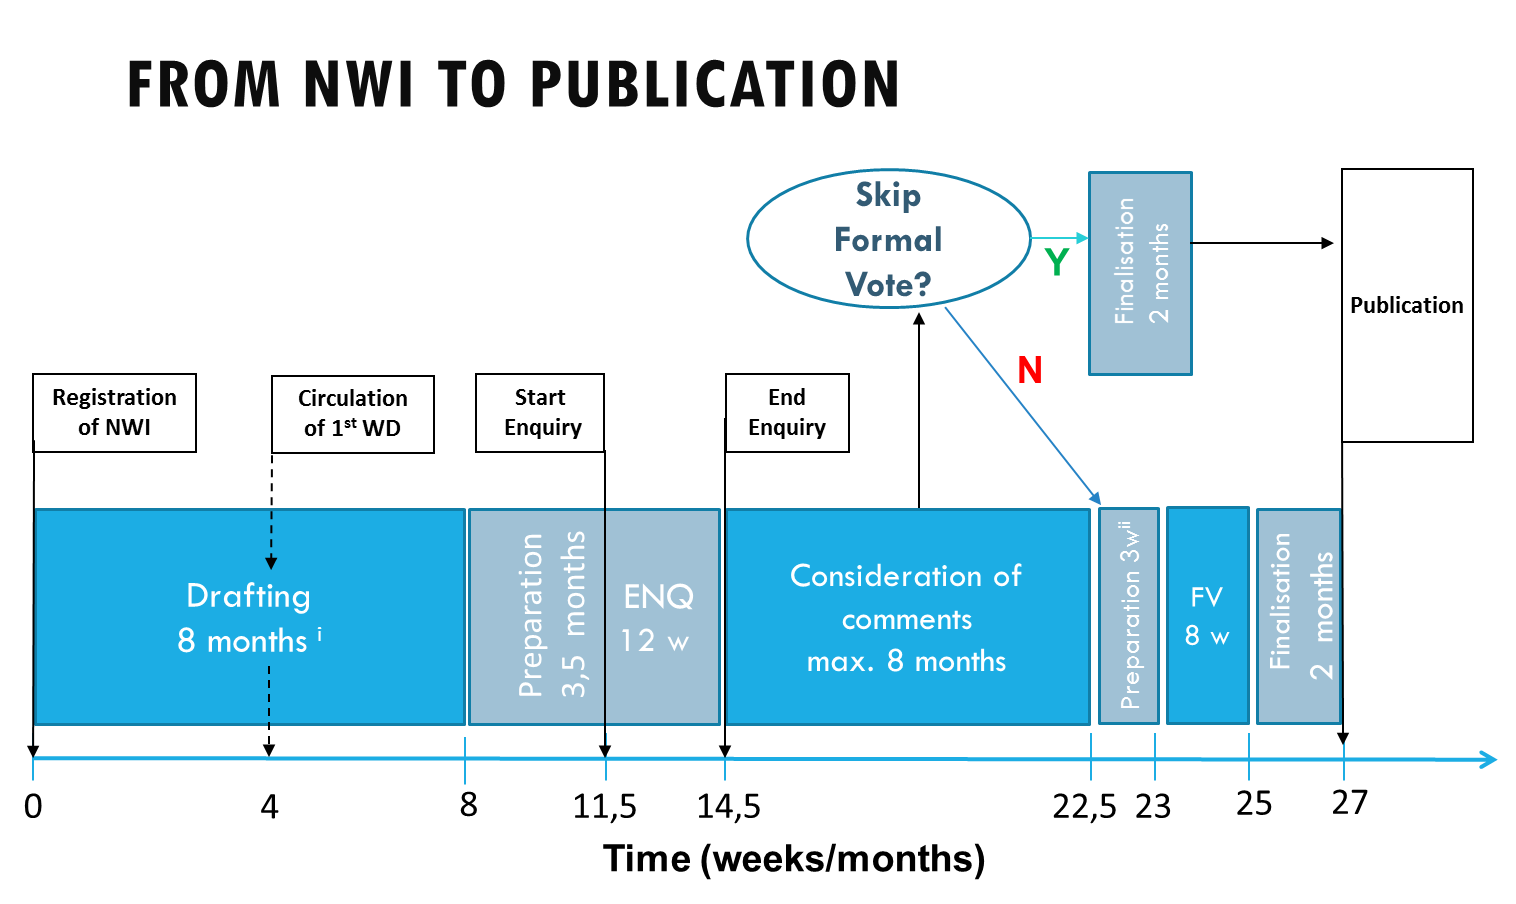 FROM NWI TO PUBLICATION
Skip
Formal
Vote?
Y
N
Finalisation
2 months
Publication
Registration
of NWI
Circulation
of 1st WD
Start
Enquiry
End
Enquiry
Drafting
8 months i
Preparation
3,5 months
ENQ
12 w
Consideration of
comments
max. 8 months
Preparation 3wii
FV
8 w
Finalisation
2 months
0
4
8
11,5
14,5
22,5
23
25
27
Time (weeks/months)